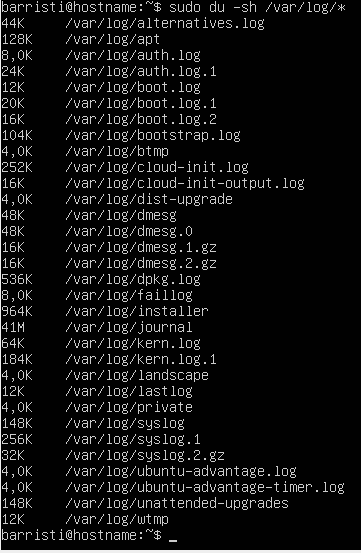 barristi@hostname:~$ sudo du -sh /var/log/*
44K /var/log/alternatives.log
128K /var/log/apt
8,0K /var/log/auth.log
24K /var/log/auth.log.1
12K /var/log/boot.log
20K /var/log/boot.log.1
16K /var/log/boot.log.2
104K /var/log/bootstrap.log
4,0K /var/log/btmp
252K /var/log/cloud-init.log
16K /var/log/cloud-init-output.log
4,0K /var/log/dist-upgrade
48K /var/log/dmesg
48K /var/log/dmesg.0
16K /var/log/dmesg.1.gz
16K /var/log/dmesg.2.gz
536K /var/log/dpkg.log
8,0K /var/log/faillog
964K /var/log/installer
41M /var/log/journal
64K /var/log/kern.log
184K /var/log/kern.log.1
4,0K /var/log/landscape
12K /var/log/lastlog
4,0K /var/log/private
148K /var/log/syslog
256K /var/log/syslog.1
32K /var/log/syslog.2.gz
4,0K /var/log/ubuntu-advantage.log
4,0K /var/log/ubuntu-advantage-timer.log
148K /var/log/unattended-upgrades
12K /var/log/wtmp
barristi@hostname:~$ _